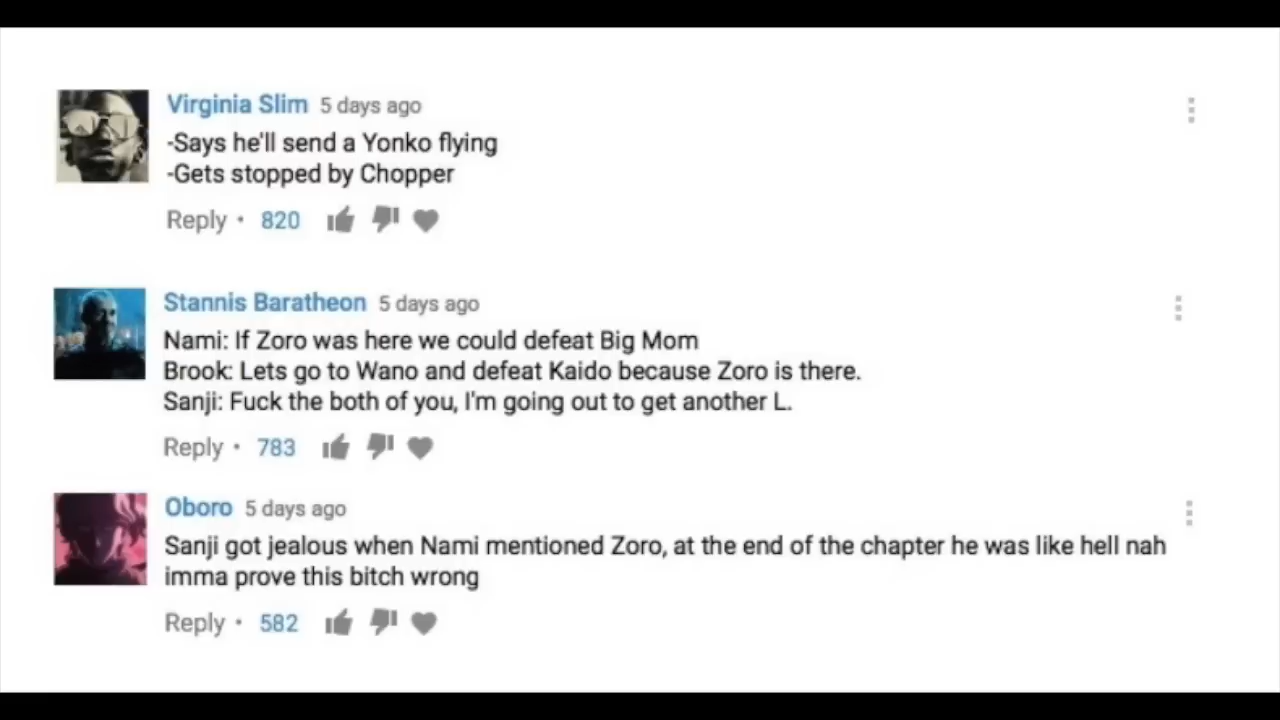 Virginia Slim 5 days ago
-Says he'll send a Yonko flying
-Gets stopped by Chopper
Reply • 820
Stannis Baratheon 5 days ago
Nami: If Zoro was here we could defeat Big Mom
Brook: Lets go to Wano and defeat Kaido because Zoro is there.
Sanji: Fuck the both of you, I'm going out to get another L.
Reply • 783
Oboro 5 days ago
Sanji got jealous when Nami mentioned Zoro, at the end of the chapter he was like hell nah
imma prove this bitch wrong
Reply • 582